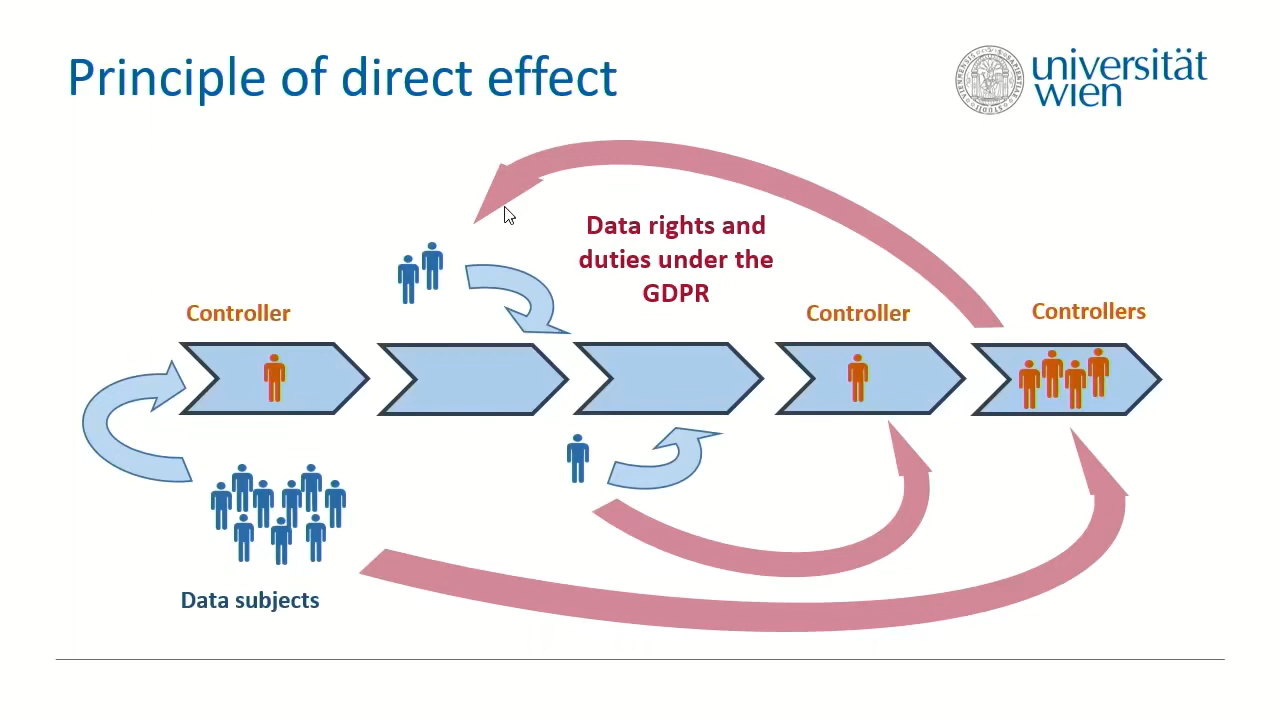 Principle of direct effect
universität
wien
Data rights and
duties under the
GDPR
Controller
Controller
Controllers
Data subjects